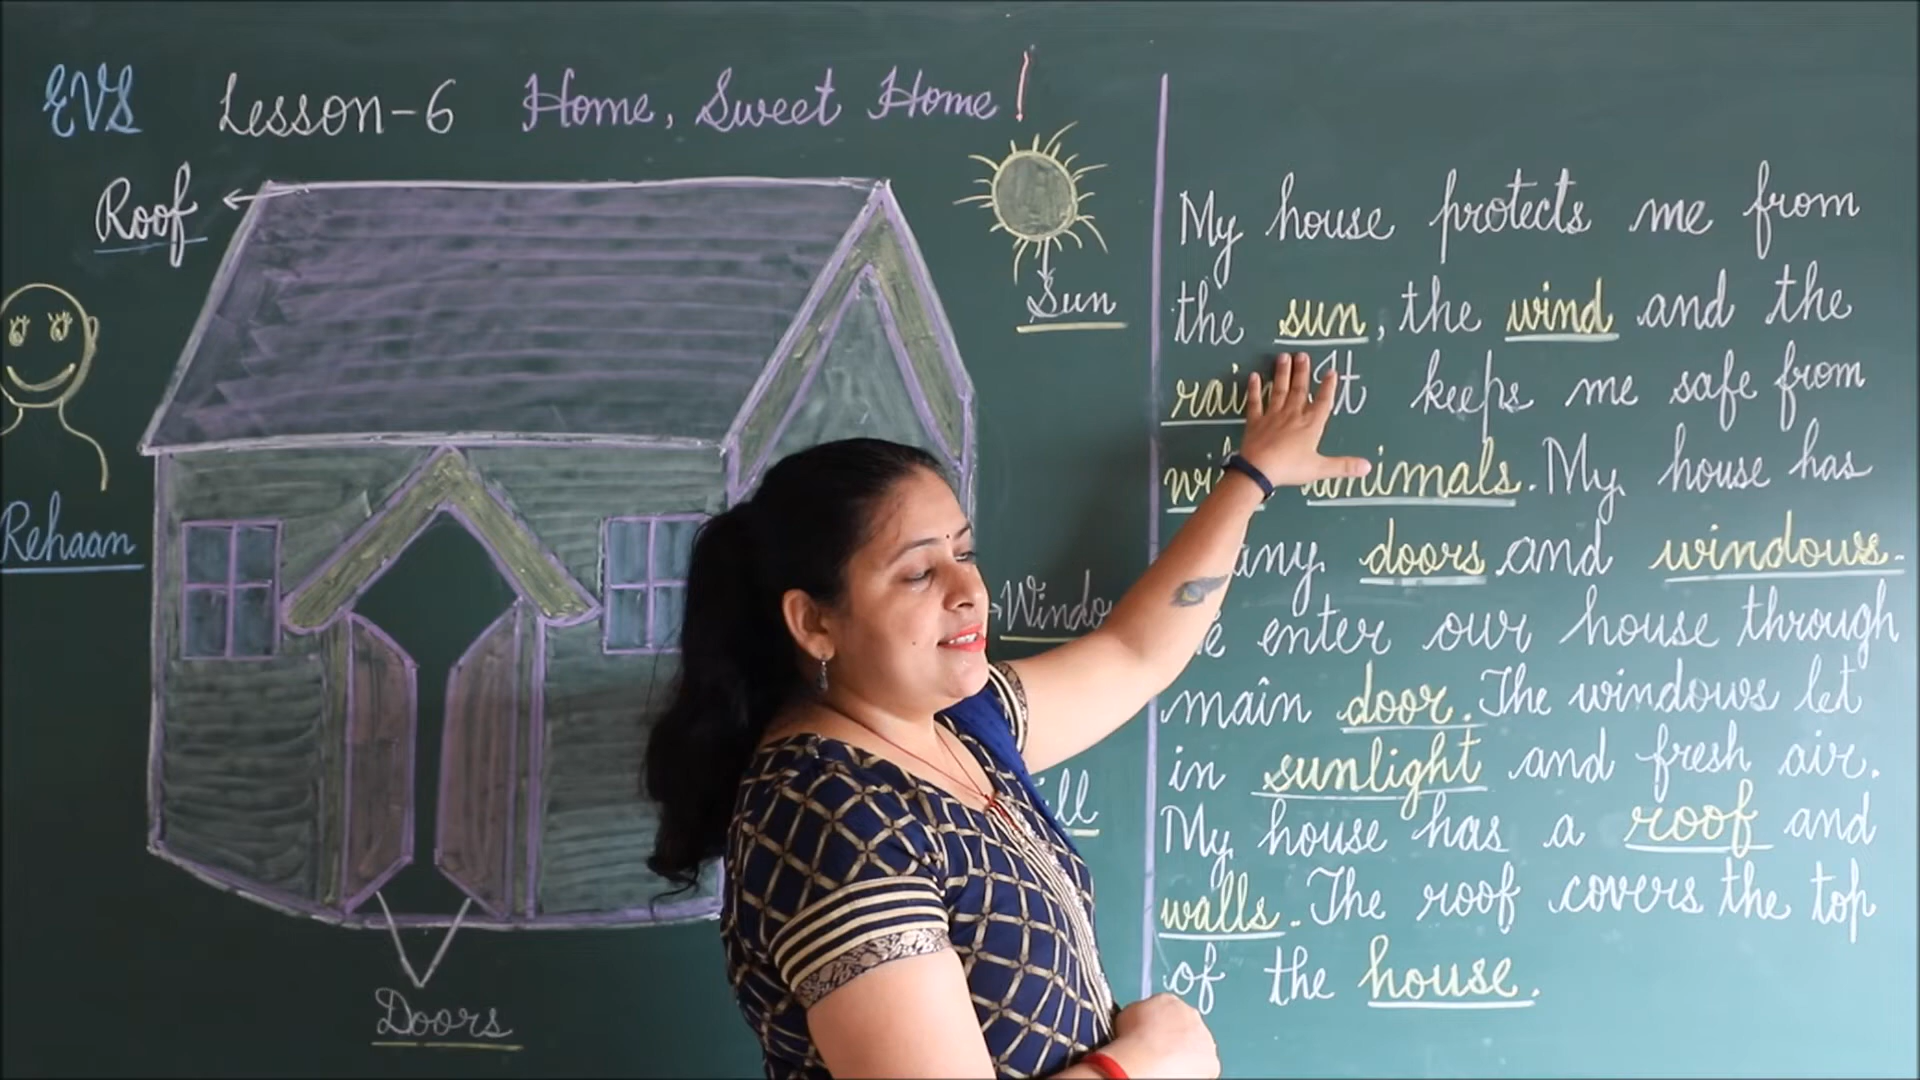 EVS Lesson-6 Home, Sweet Home!
Roof
Sun
Rehaan
Doors
My house protects me from
the sun, the wind and the
It keeps me safe from
animals. My house has
doors and windows.
enter our house through
main door. The windows let
in sunlight and fresh air.
My house has a roof and
walls. The roof covers the top
of the house.